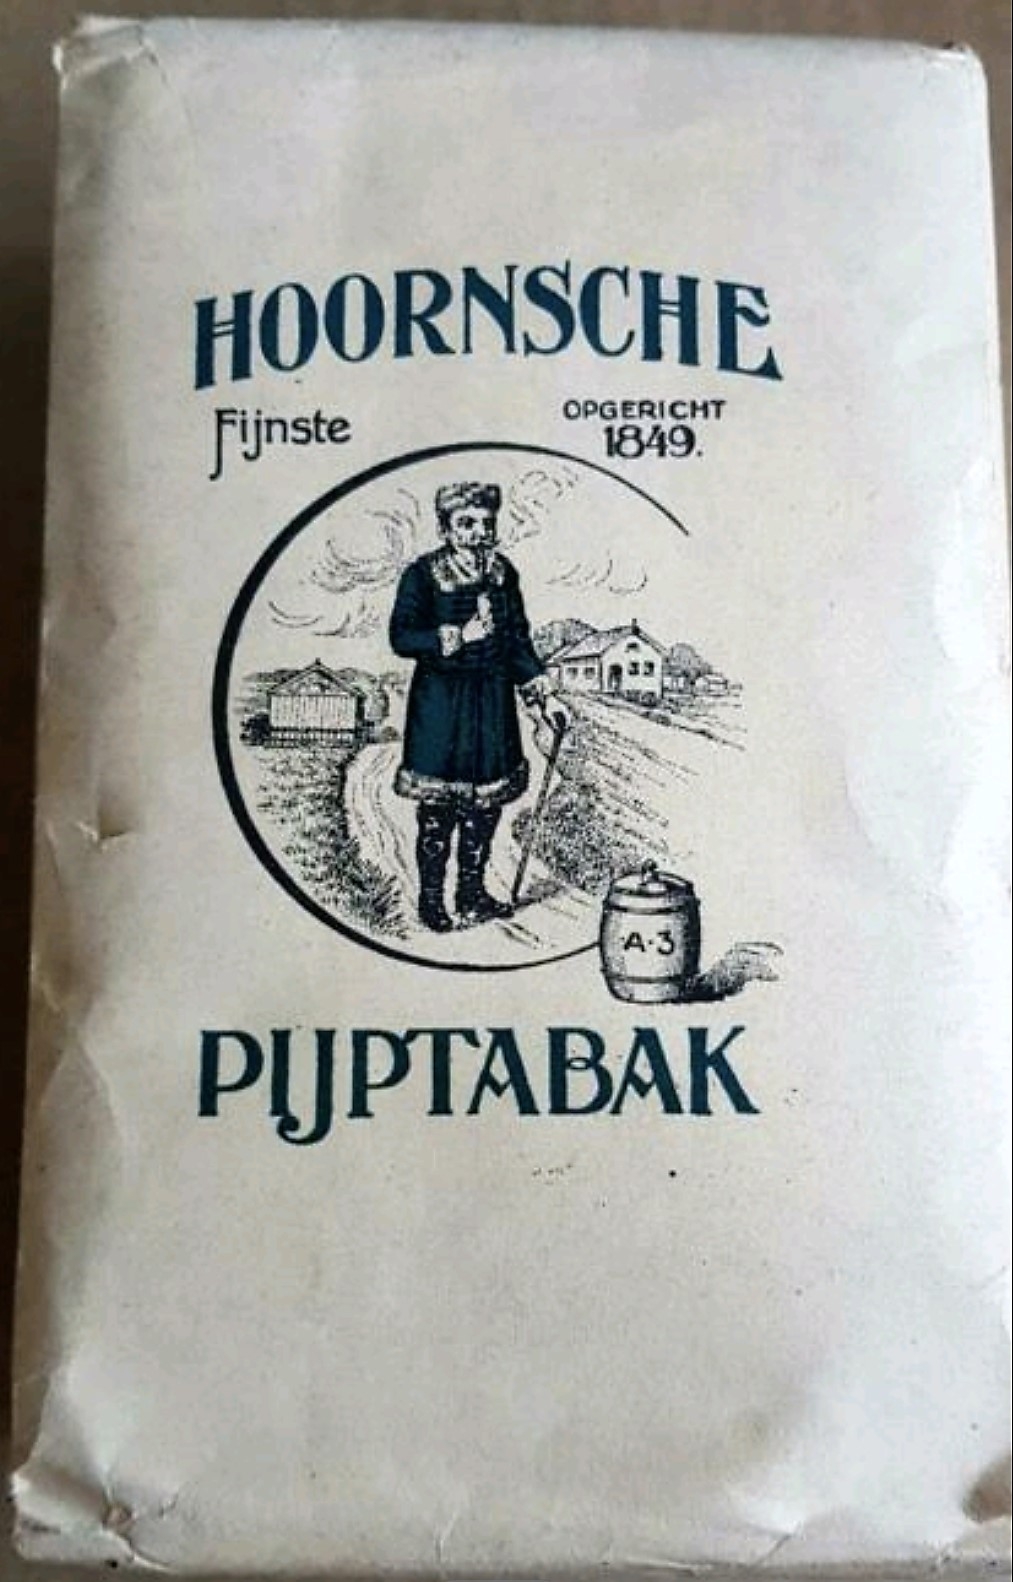 HOORNSCHE
Fijnste
OPGERICHT
1849.
A·3
PIJPTABAK